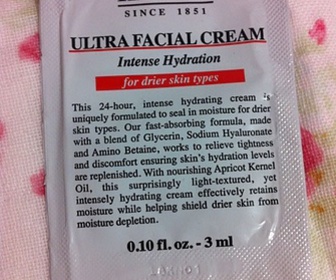 SINCE 1851
ULTRA FACIAL CREAM
Intense Hydration
for drier skin types
This 24-hour, intense hydrating cream is
uniquely formulated to seal in moisture for drier
skin types. Our fast-absorbing formula, made
with a blend of Glycerin, Sodium Hyaluronate
and Amino Betaine, works to relieve tightness
and discomfort ensuring skin's hydration levels
are replenished. With nourishing Apricot Kernel
Oil, this surprisingly light-textured, yet
intensely hydrating cream effectively retains
moisture while helping shield drier skin from
moisture depletion.
0.10 fl. oz. - 3 ml